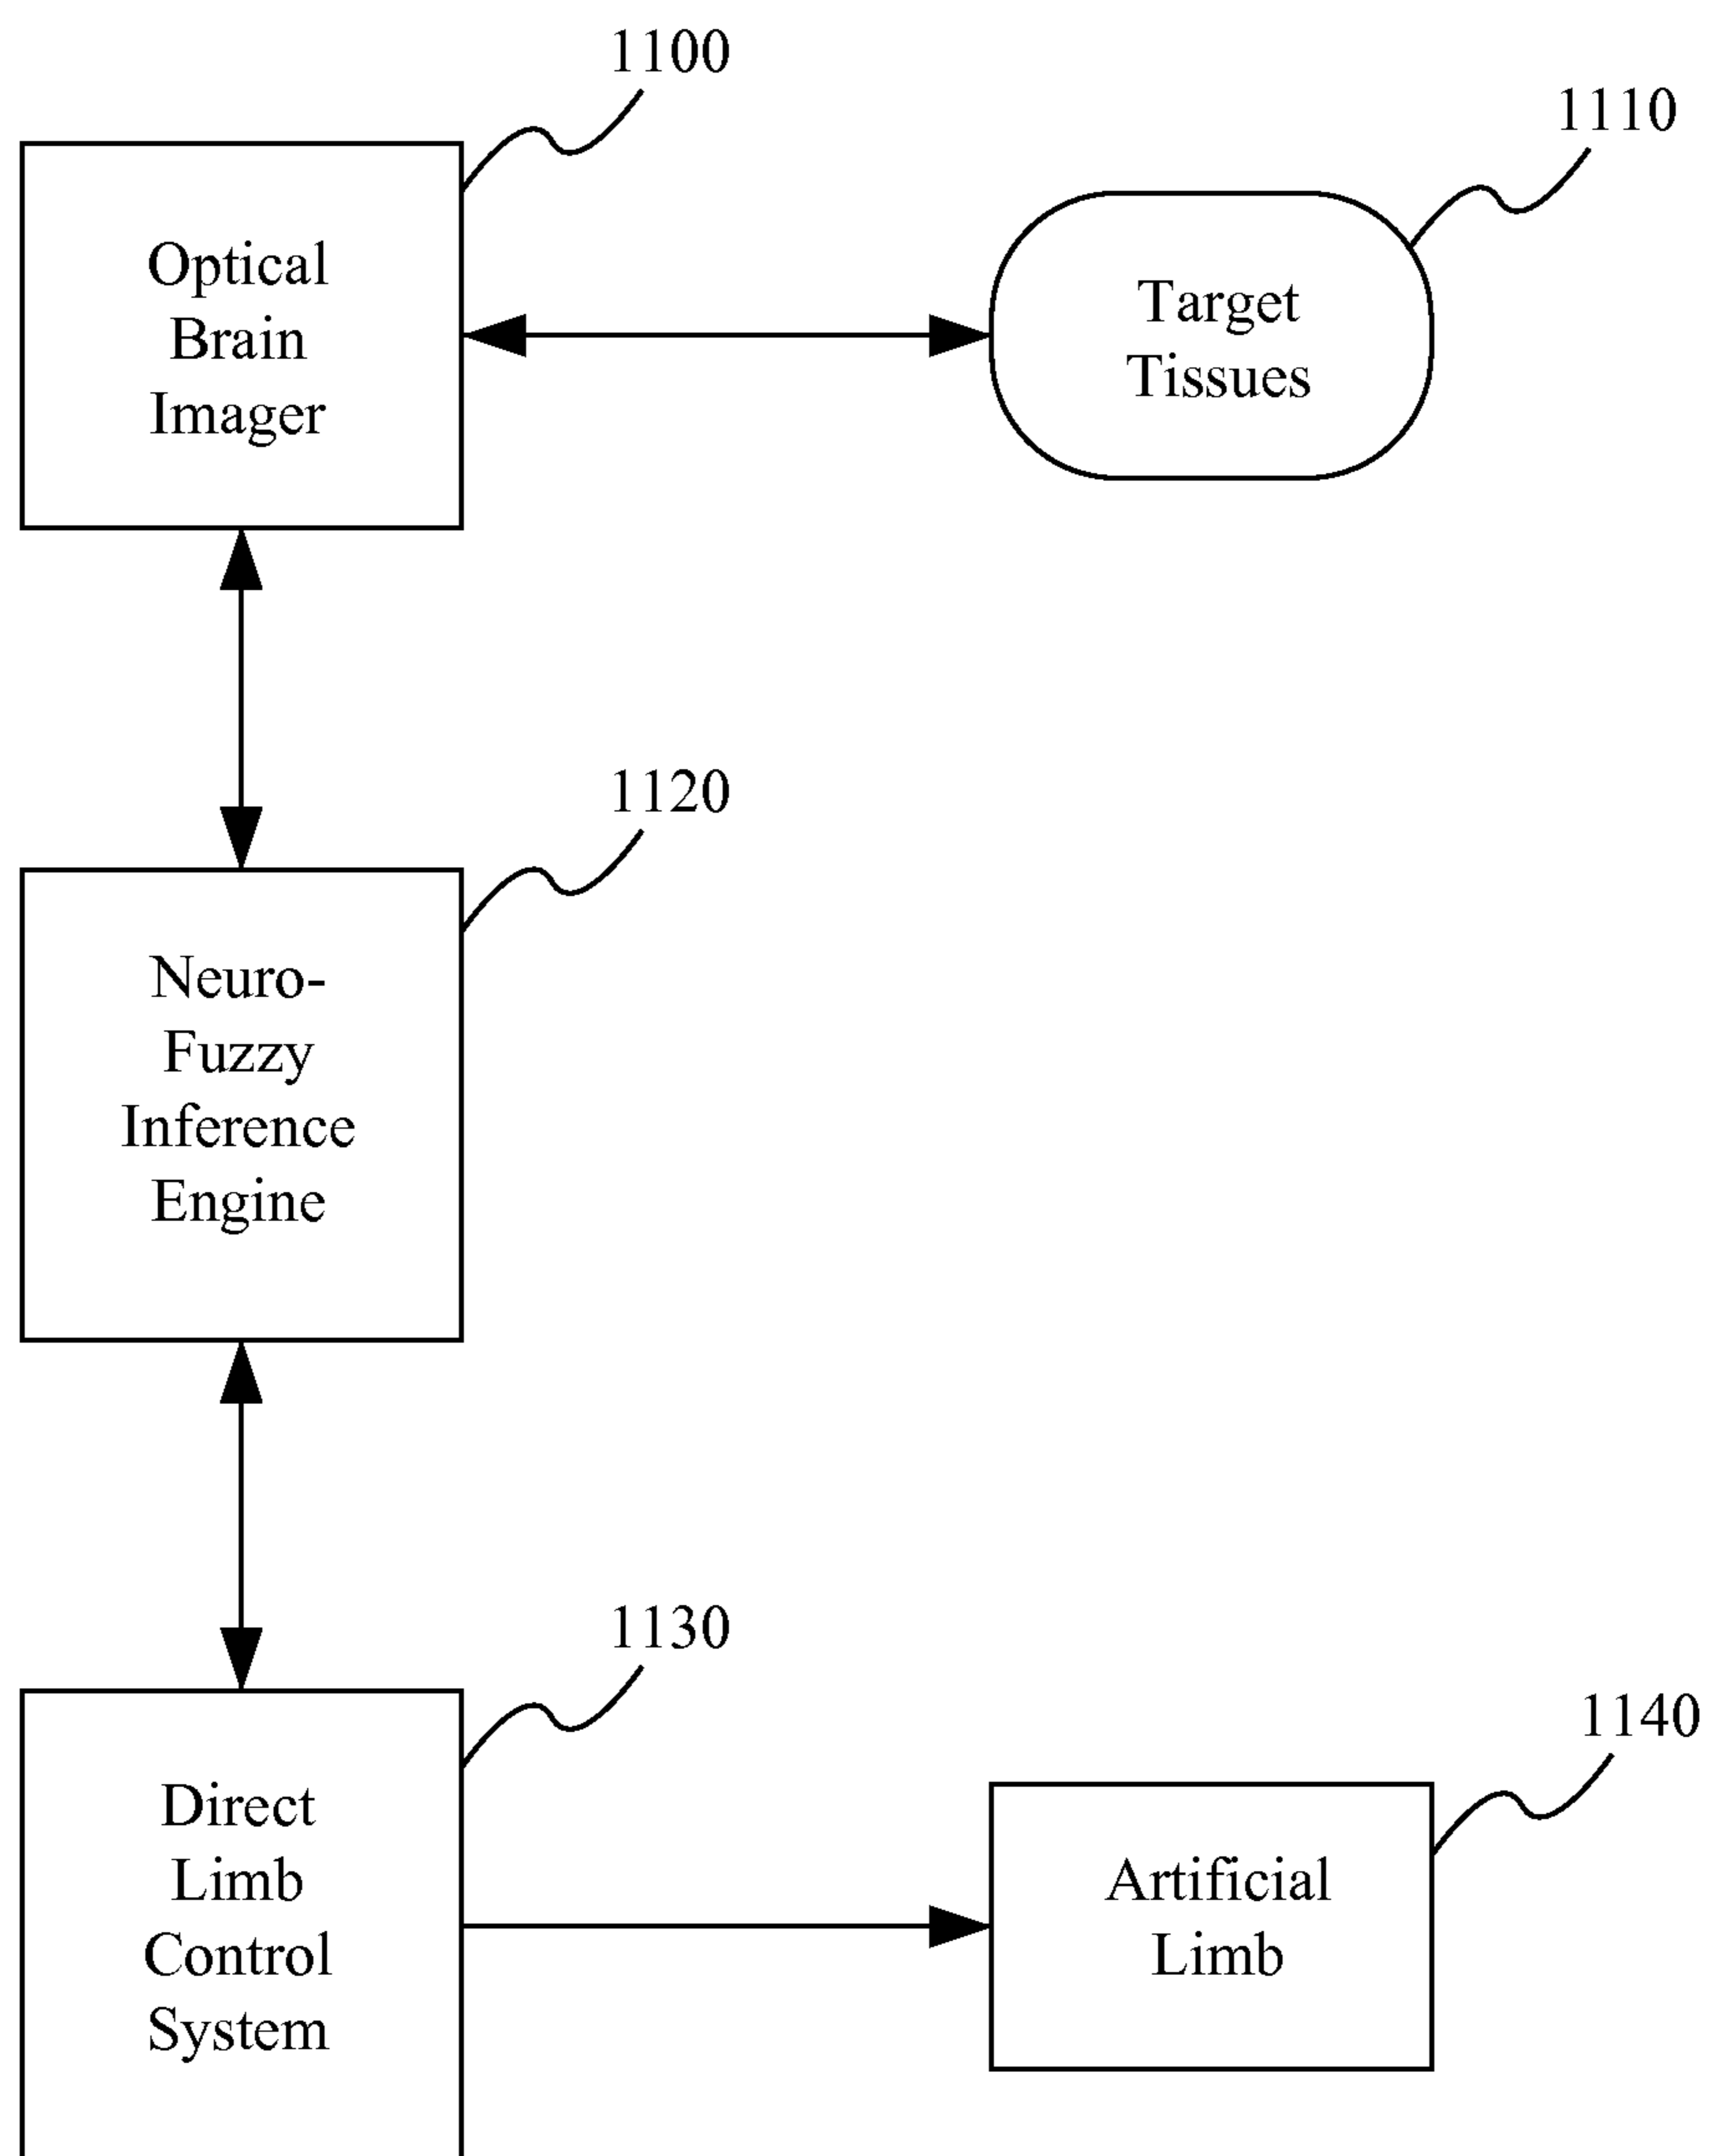 1100
1110
Optical
Brain
Imager
Target
Tissues
1120
Neuro-
Fuzzy
Inference
Engine
1130
1140
Direct
Limb
Control
System
Artificial
Limb